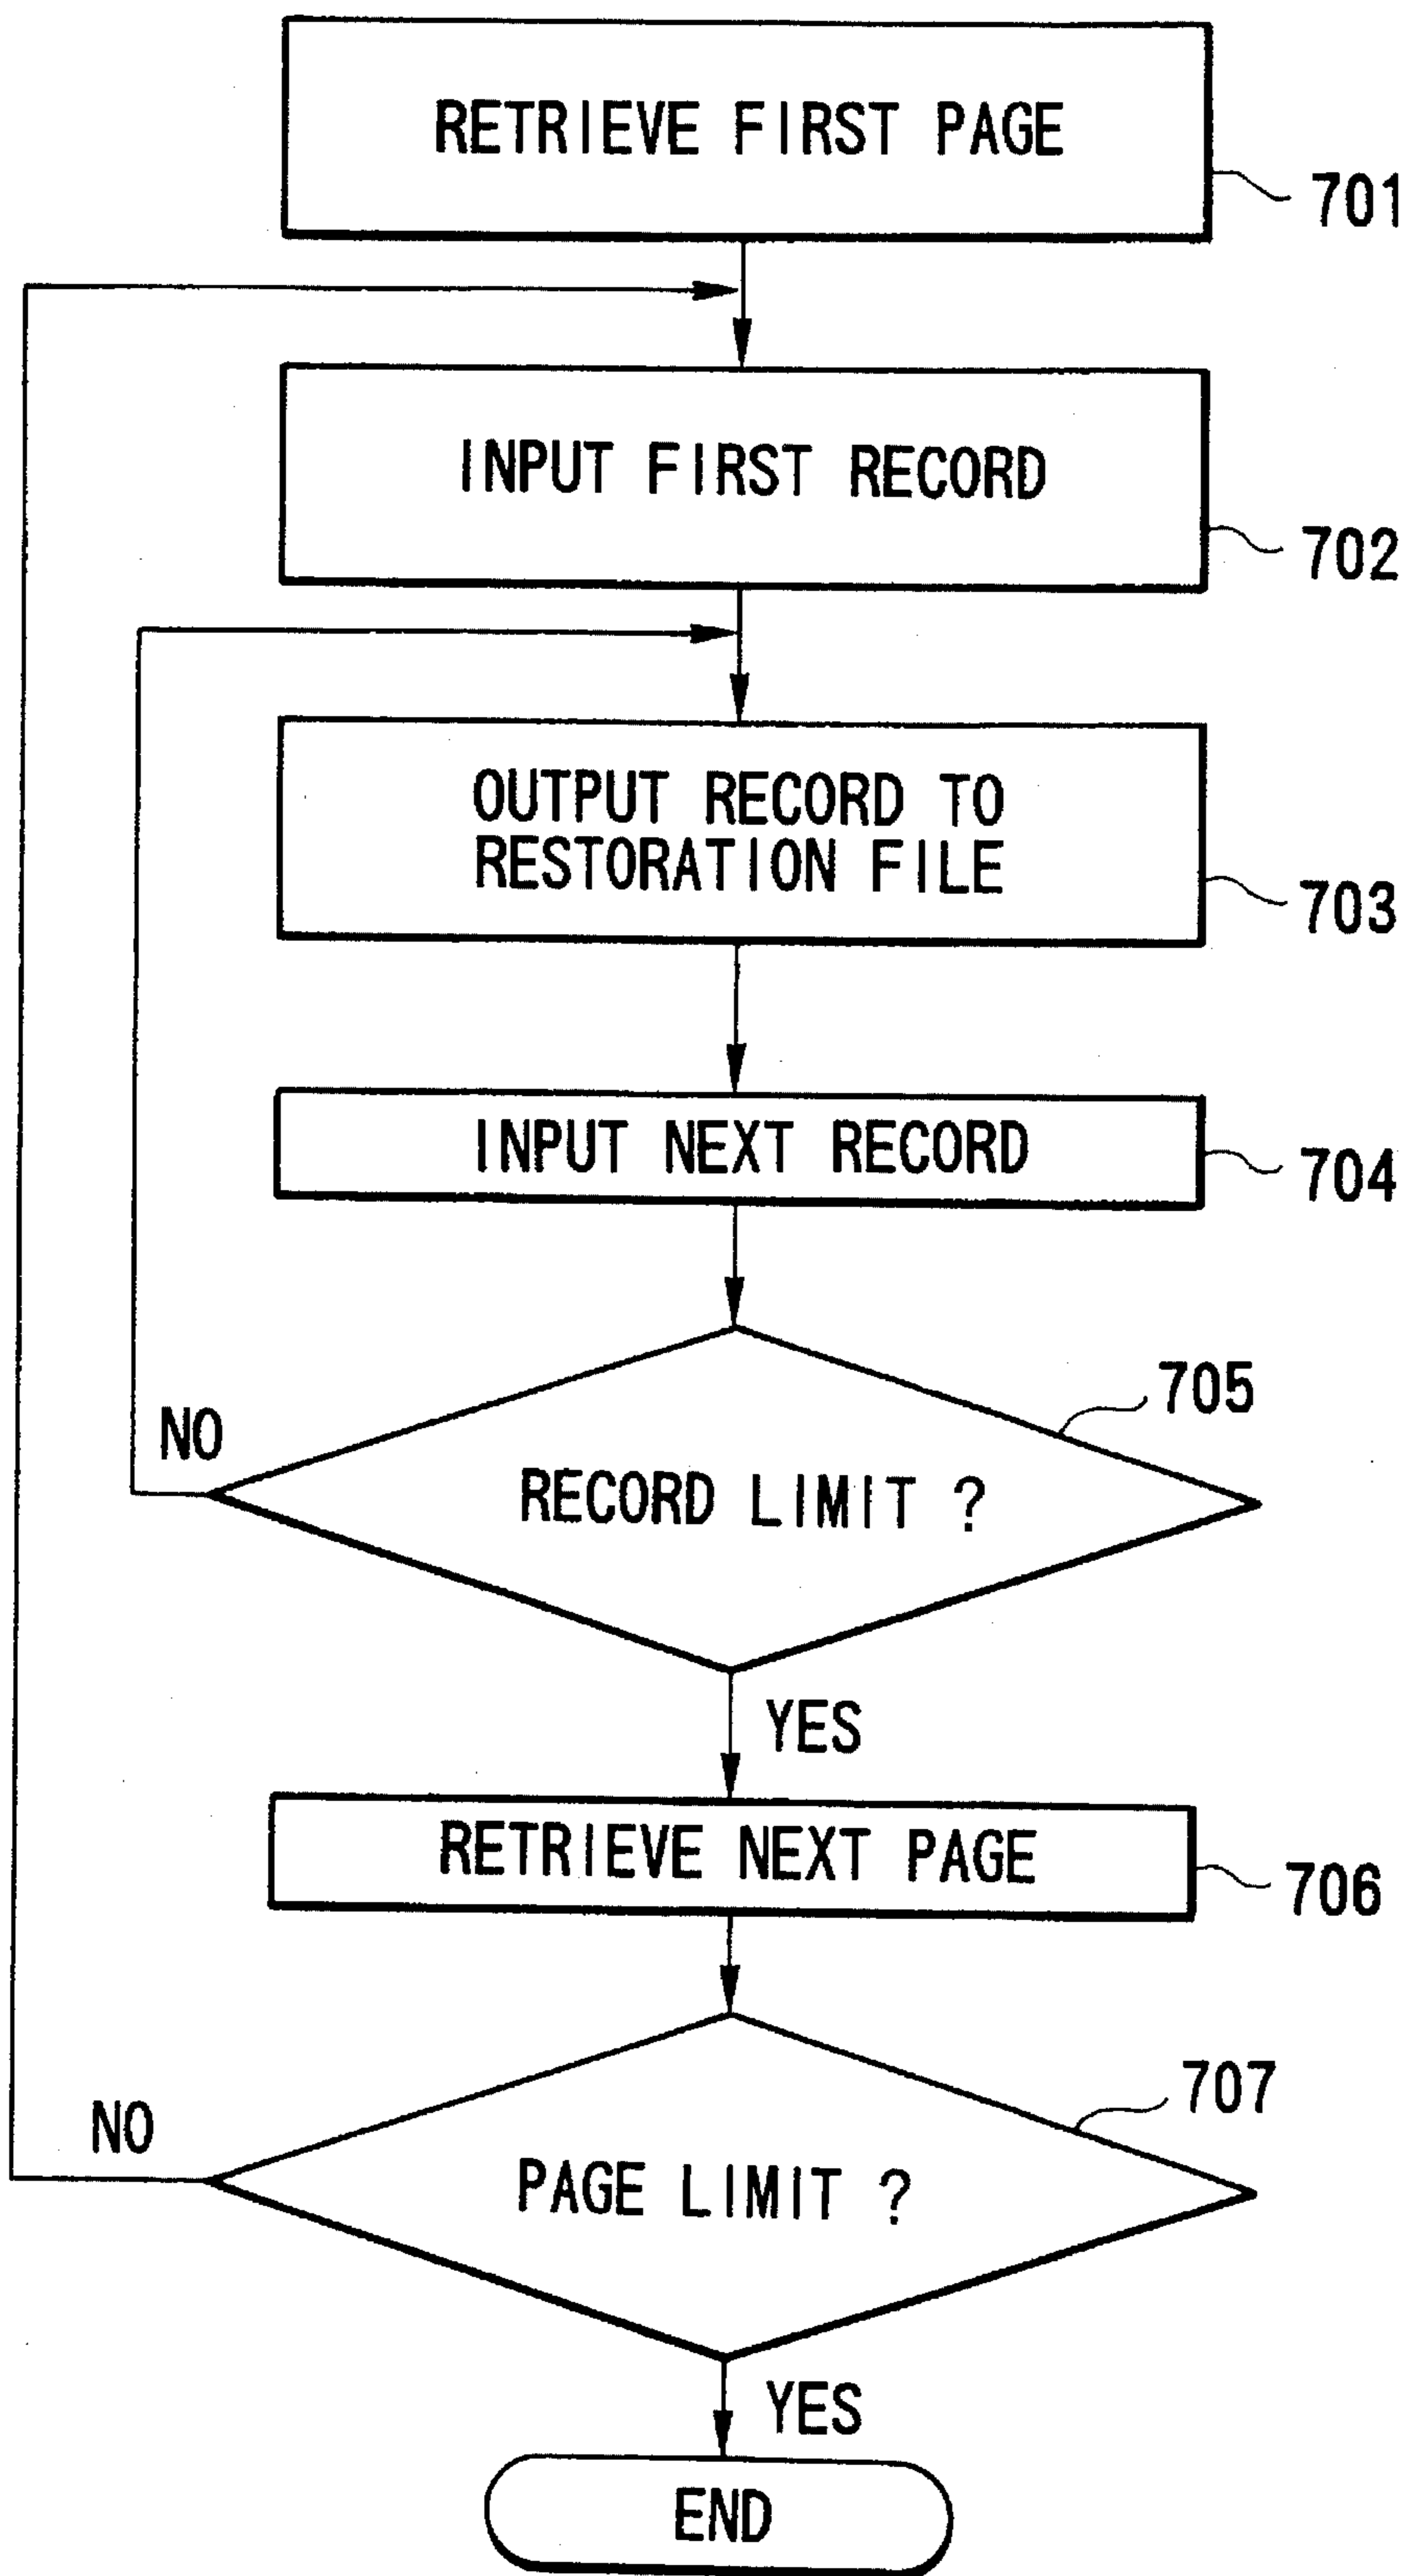 RETRIEVE FIRST PAGE
701
INPUT FIRST RECORD
702
OUTPUT RECORD TO
RESTORATION FILE
703
INPUT NEXT RECORD
704
705
NO
RECORD LIMIT ?
YES
RETRIEVE NEXT PAGE
706
707
NO
PAGE LIMIT ?
YES
END